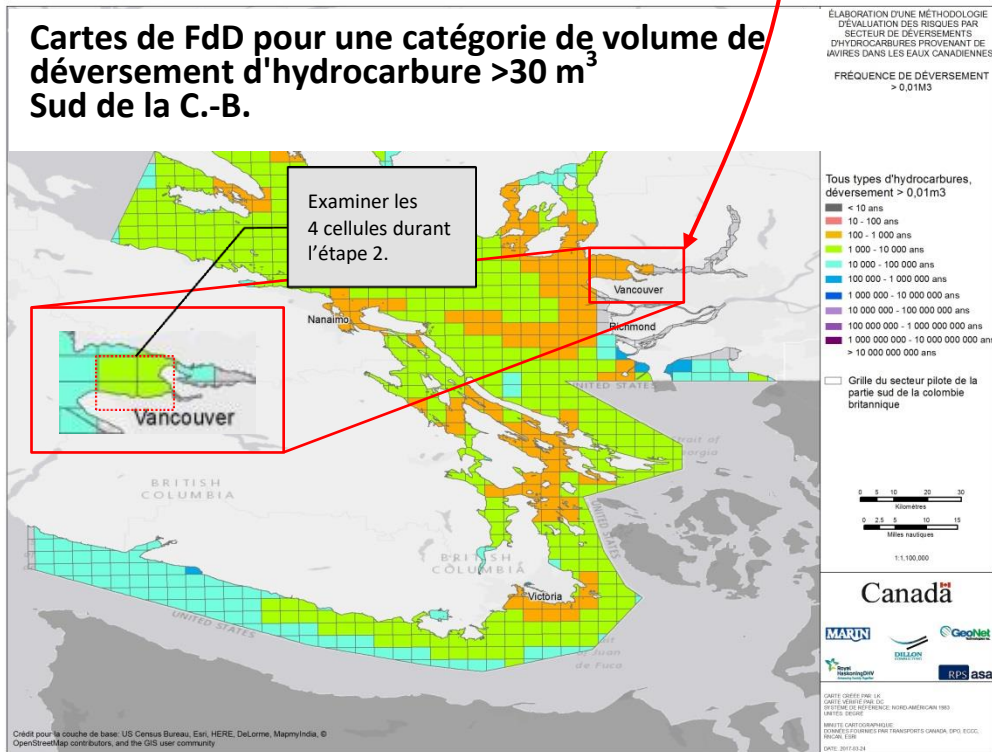 Cartes de FdD pour une catégorie de volume de
déversement d'hydrocarbure >30 m³
Sud de la C.-B.
Examiner les
4 cellules durant
l'étape 2.
Nanaimo
Vancouver
Richmond
UNITED STATES
Vancouver
BRITISH
COLUMBIA
BRITISH
COLUMBIA
UNITED STATES
Victoria
UNITED STATES
of Juan
de Fuca
Crédit pour la couche de base: US Census Bureau, Esri, HERE, DeLorme, MapmyIndia, ©
OpenStreetMap contributors, and the GIS user community
ÉLABORATION D'UNE MÉTHODOLOGIE
D'ÉVALUATION DES RISQUES PAR
SECTEUR DE DÉVERSEMENTS
D'HYDROCARBURES PROVENANT DE
NAVIRES DANS LES EAUX CANADIENNES
FRÉQUENCE DE DÉVERSEMENT
> 0,01M3
Tous types d'hydrocarbures,
déversement > 0,01m3
< 10 ans
10 - 100 ans
100 - 1 000 ans
1 000 - 10 000 ans
10 000 - 100 000 ans
100 000 - 1 000 000 ans
1 000 000 - 10 000 000 ans
10 000 000 - 100 000 000 ans
100 000 000 - 1 000 000 000 ans
1 000 000 000 - 10 000 000 000 ans
> 10 000 000 000 ans
Grille du secteur pilote de la
partie sud de la colombie
britannique
0 5 10 20 30
Kilomètres
0 2.5 5 10 15
Milles nautiques
1:1,100,000
Canada
MARIN
DILLON
CONSULTING
GeoNet
Royal
HaskoningDHV
RPS asa
CARTE CRÉÉE PAR: LK
CARTE VÉRIFIÉ PAR: DC
SYSTÈME DE RÉFÉRENCE: NORD-AMÉRICAIN 1983
UNITÉS: DEGRÉ
MINUTE CARTOGRAPHIQUE:
DONNÉES FOURNIES PAR TRANSPORTS CANADA, DPO, ECCC,
RNCAN, ESRI
DATE: 2017-03-24